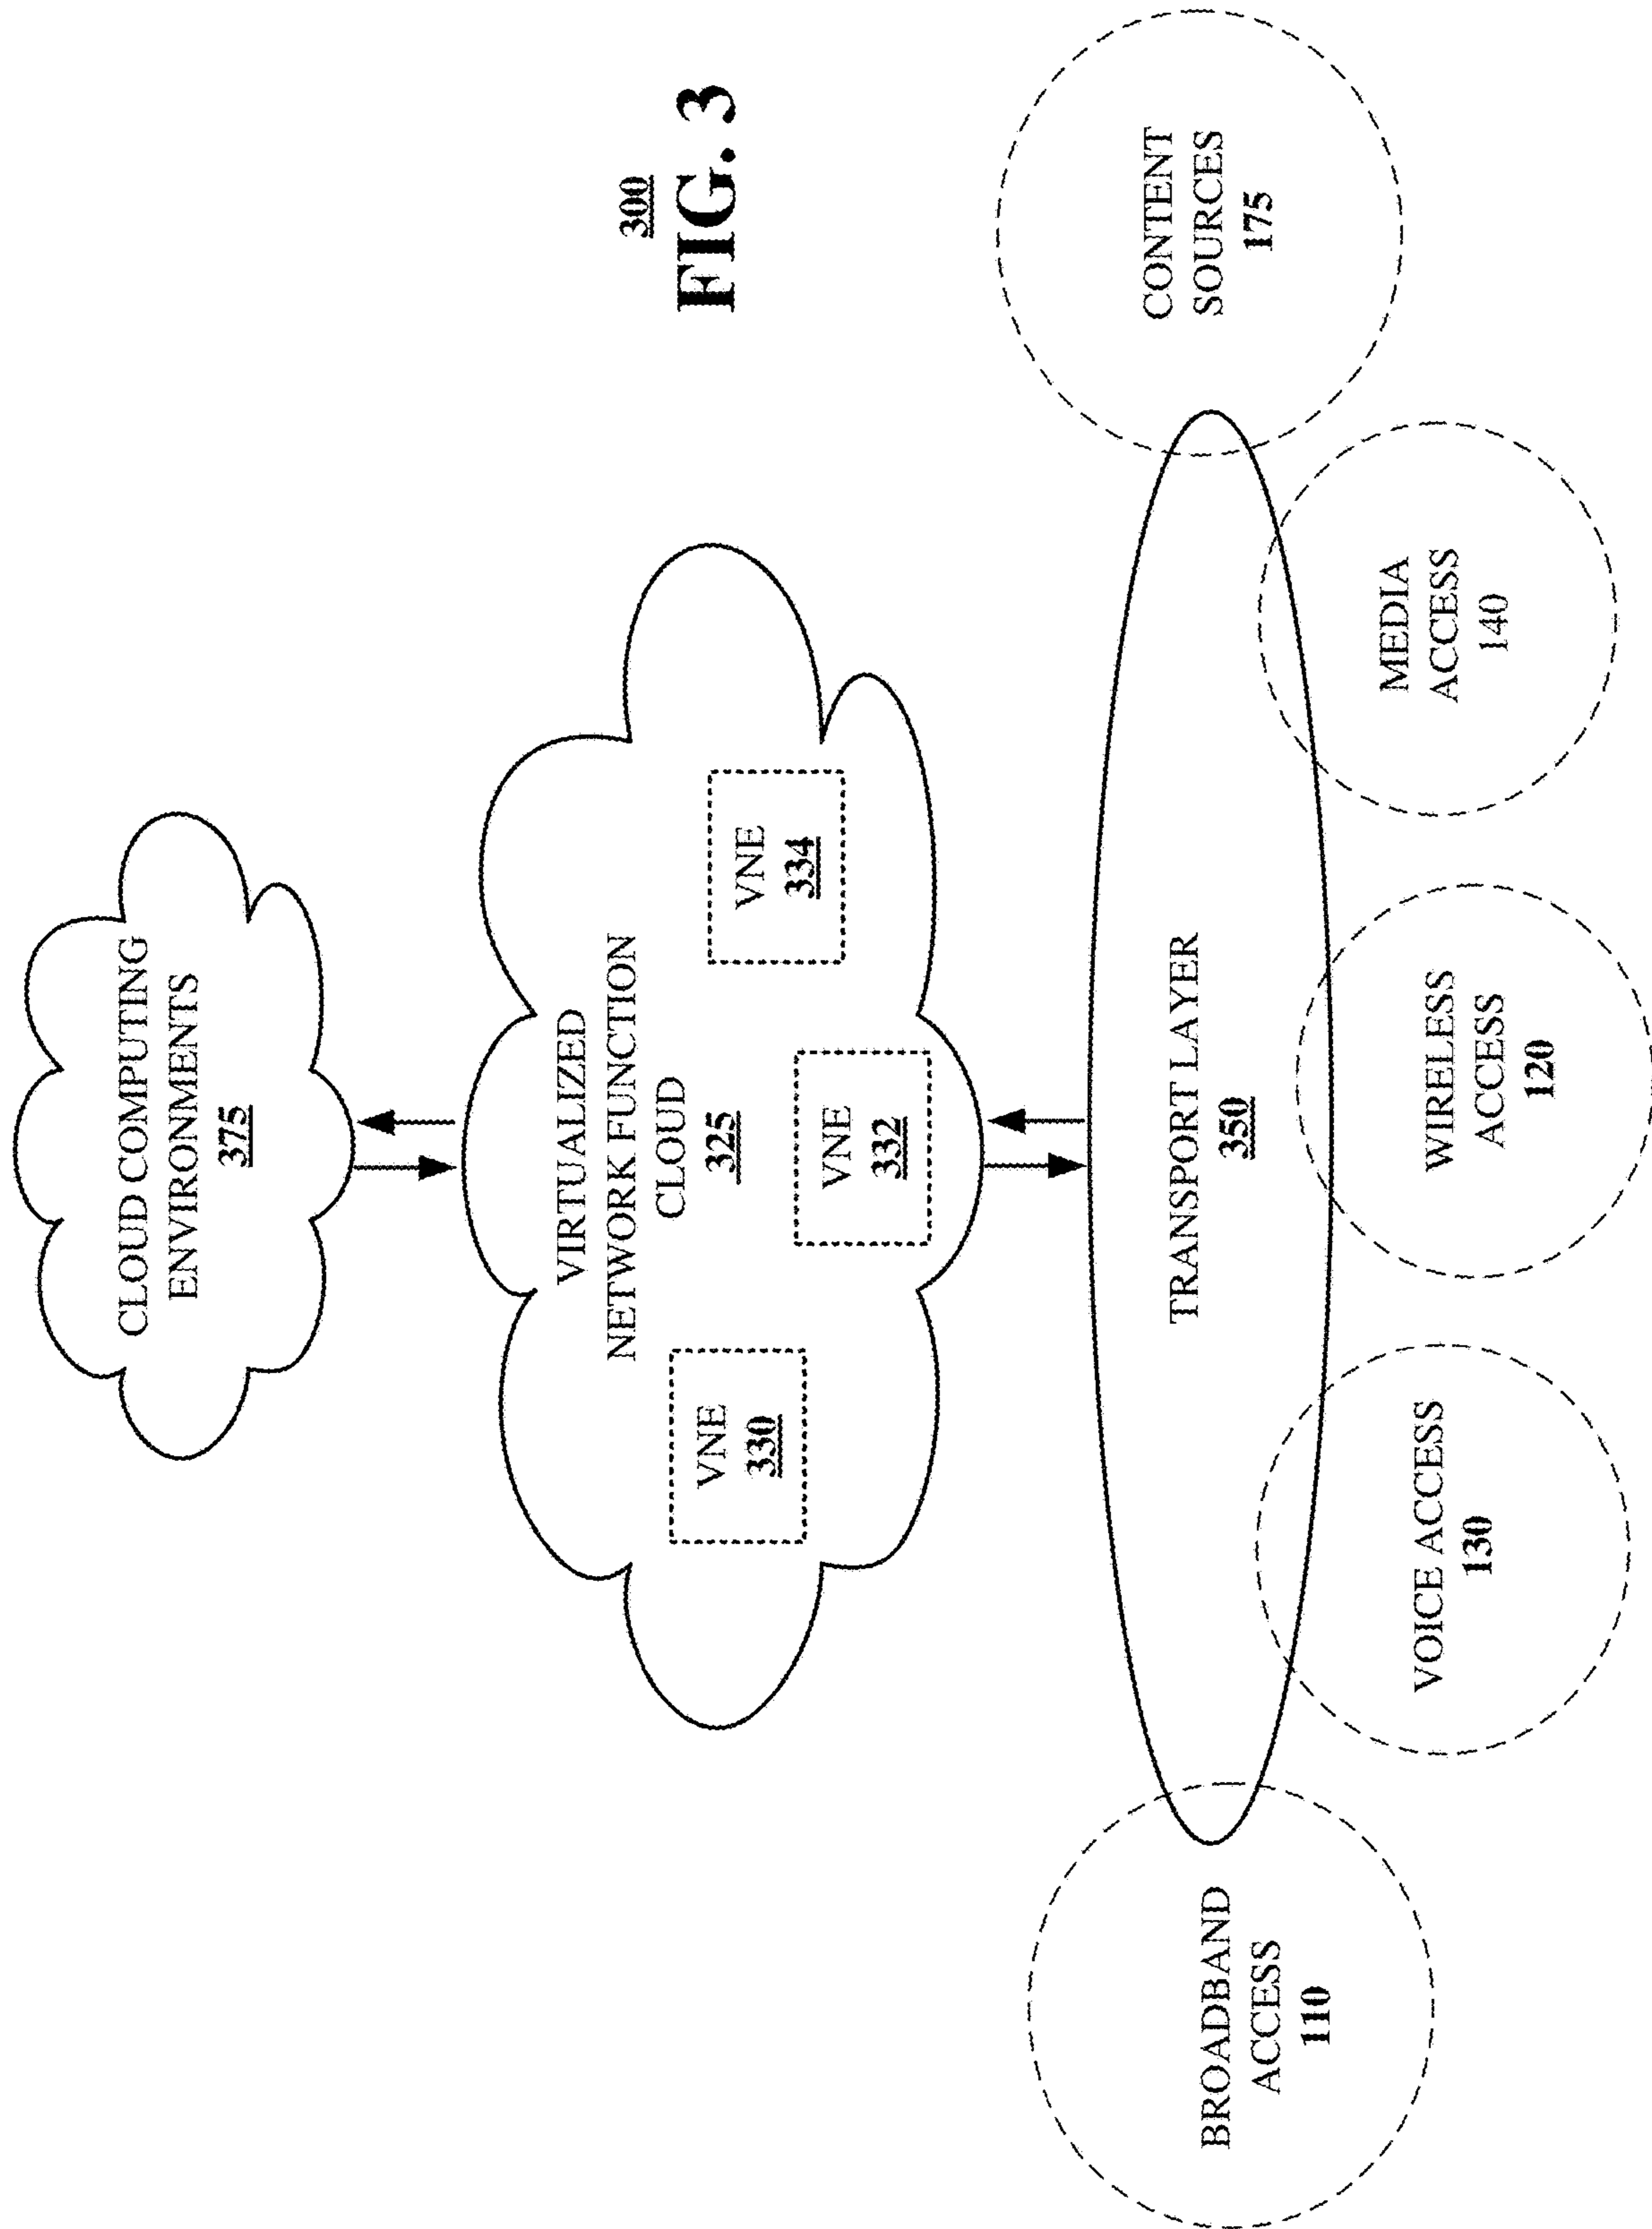 CLOUD COMPUTING
ENVIRONMENTS
375
VIRTUALIZED
NETWORK FUNCTION
CLOUD
325
VNE
330
VNE
332
VNE
334
300
FIG. 3
TRANSPORT LAYER
350
BROADBAND
ACCESS
110
VOICE ACCESS
130
WIRELESS
ACCESS
120
MEDIA
ACCESS
140
CONTENT
SOURCES
175